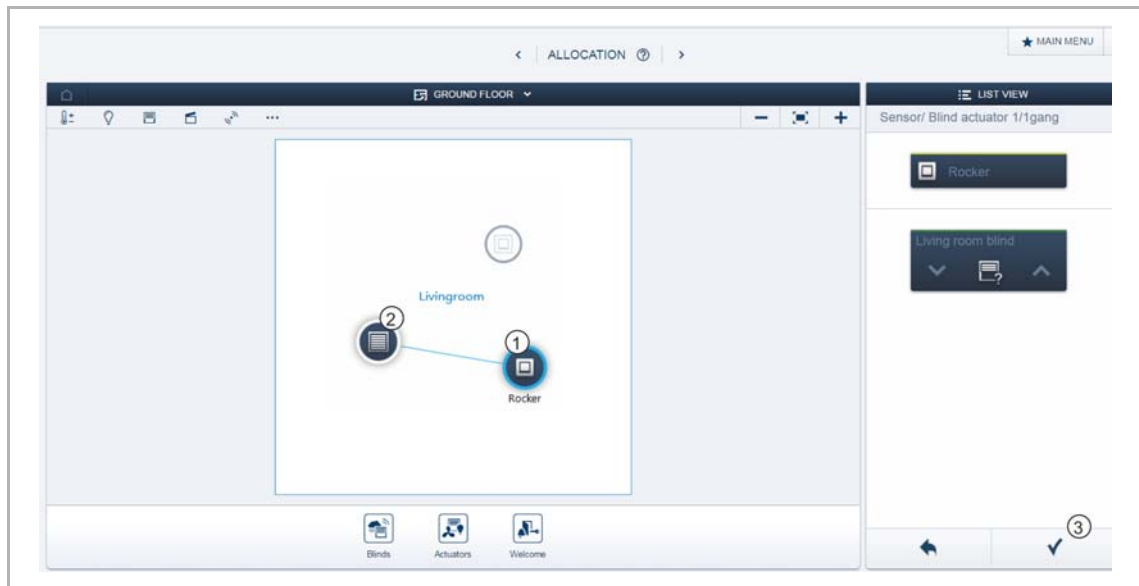 ALLOCATION
MAIN MENU
GROUND FLOOR
LIST VIEW
Sensor/ Blind actuator 1/1gang
Rocker
Living room blind
?
Livingroom
2
1
Rocker
3
Blinds
Actuators
Welcome